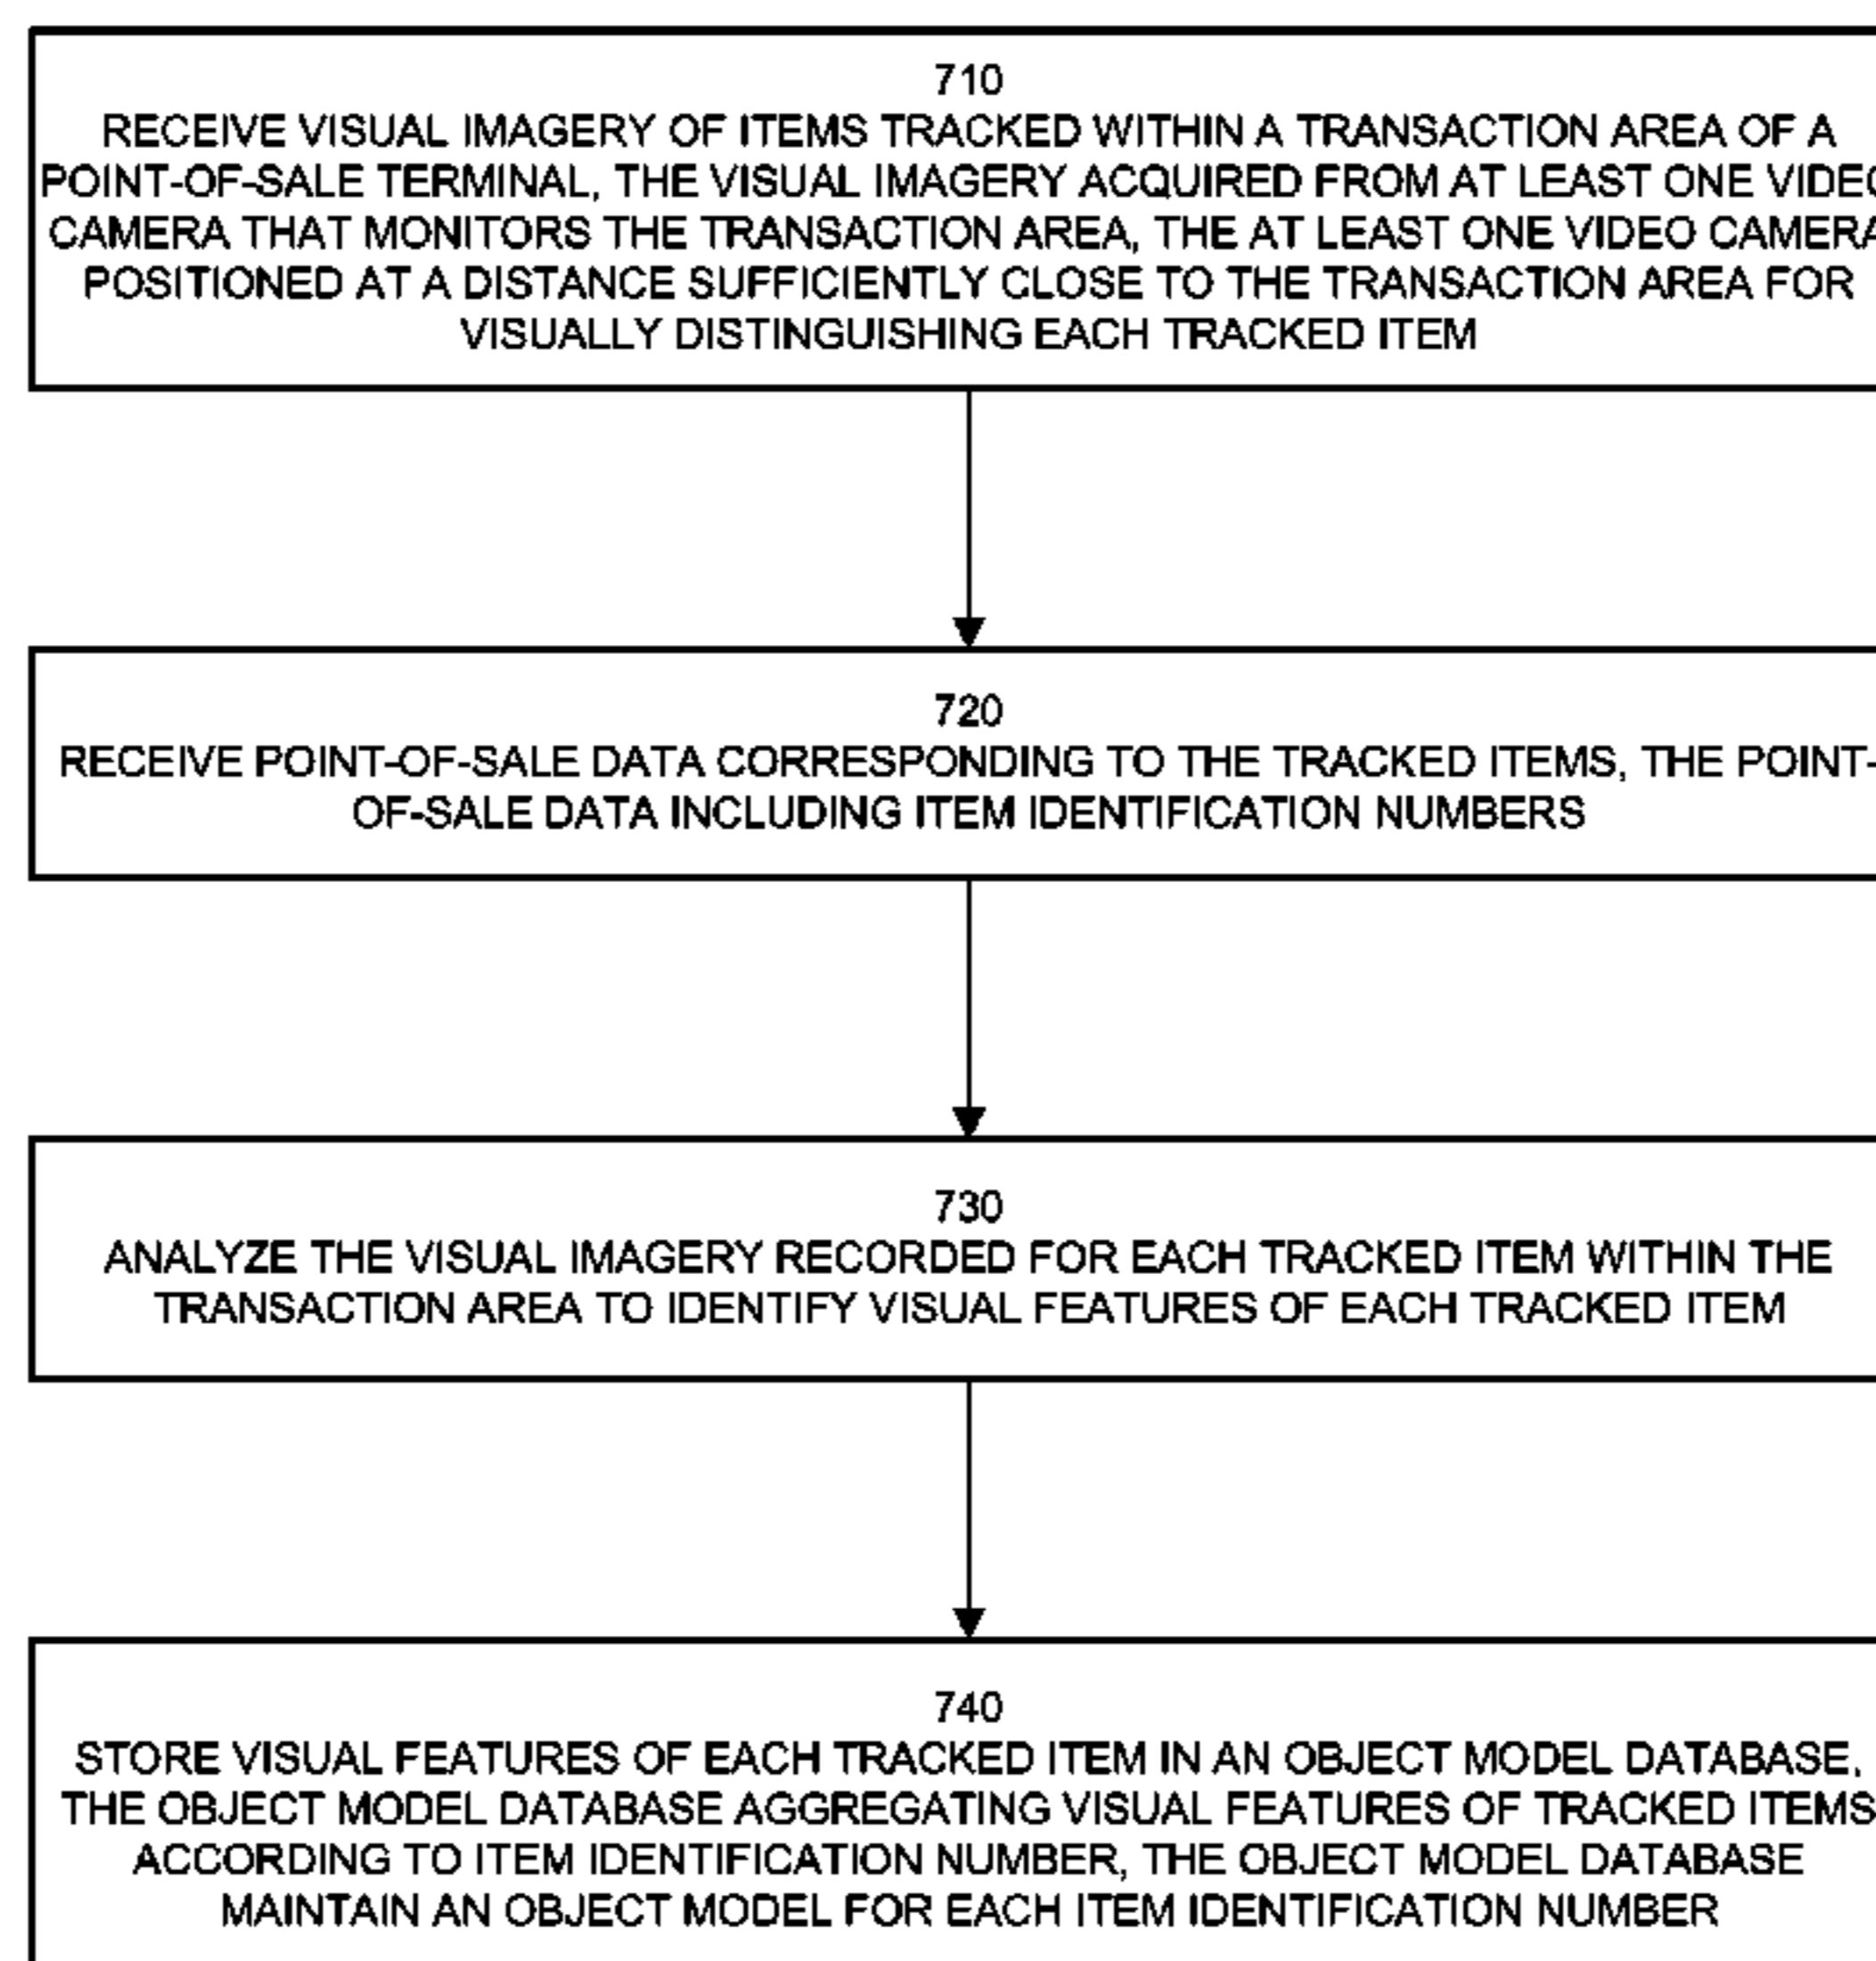 710
RECEIVE VISUAL IMAGERY OF ITEMS TRACKED WITHIN A TRANSACTION AREA OF A
POINT-OF-SALE TERMINAL, THE VISUAL IMAGERY ACQUIRED FROM AT LEAST ONE VIDEO
CAMERA THAT MONITORS THE TRANSACTION AREA, THE AT LEAST ONE VIDEO CAMERA
POSITIONED AT A DISTANCE SUFFICIENTLY CLOSE TO THE TRANSACTION AREA FOR
VISUALLY DISTINGUISHING EACH TRACKED ITEM
720
RECEIVE POINT-OF-SALE DATA CORRESPONDING TO THE TRACKED ITEMS, THE POINT-
OF-SALE DATA INCLUDING ITEM IDENTIFICATION NUMBERS
730
ANALYZE THE VISUAL IMAGERY RECORDED FOR EACH TRACKED ITEM WITHIN THE
TRANSACTION AREA TO IDENTIFY VISUAL FEATURES OF EACH TRACKED ITEM
740
STORE VISUAL FEATURES OF EACH TRACKED ITEM IN AN OBJECT MODEL DATABASE,
THE OBJECT MODEL DATABASE AGGREGATING VISUAL FEATURES OF TRACKED ITEMS
ACCORDING TO ITEM IDENTIFICATION NUMBER, THE OBJECT MODEL DATABASE
MAINTAIN AN OBJECT MODEL FOR EACH ITEM IDENTIFICATION NUMBER